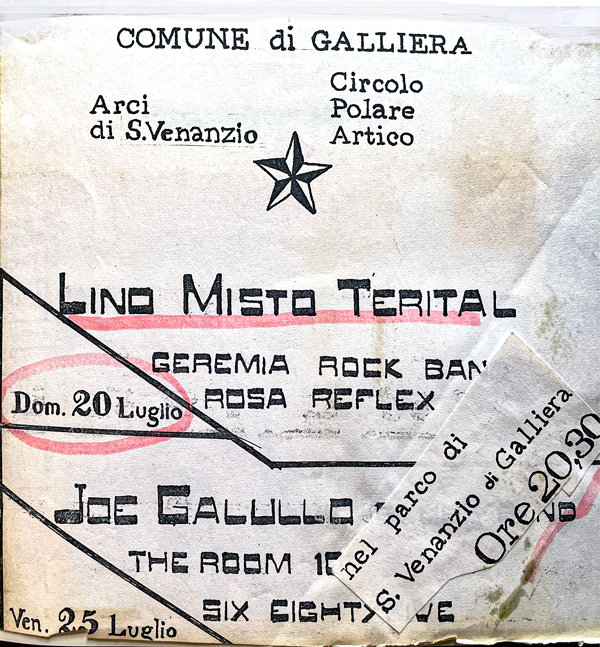 COMUNE di GALLIERA
Arci
di S.Venanzio
Circolo
Polare
Artico
LINO MISTO TERITAL
GEREMIA ROCK BAN
ROSA REFLEX
Dom. 20 Luglio
JOE GALULLO
THE ROOM
SIX EIGHTY
Ven. 25 Luglio
nel parco di
S. Venanzio di Galliera
Ore 20,30